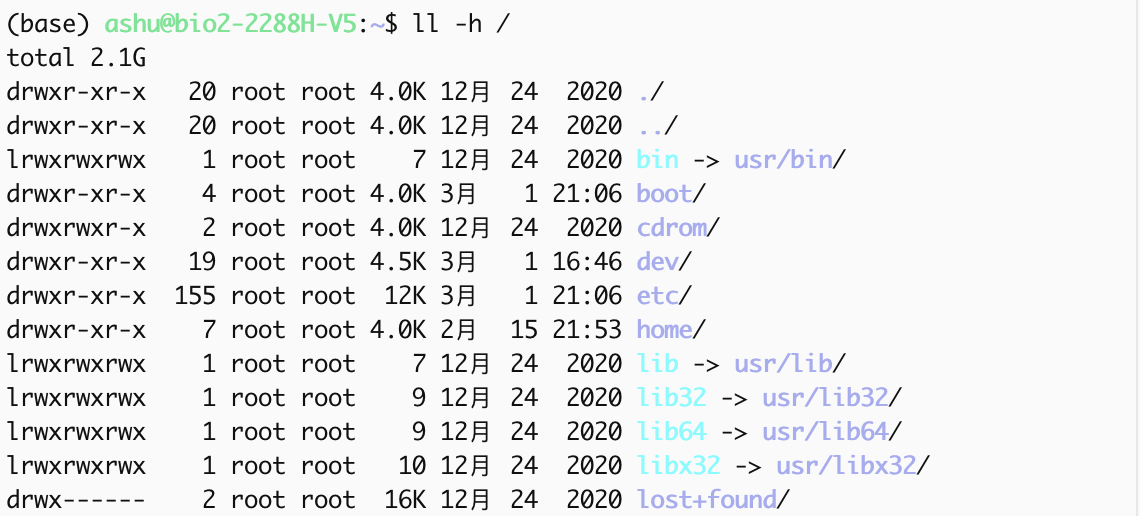 (base) ashu@bio2-2288H-V5:~$ ll -h /
total 2.1G
drwxr-xr-x   20 root root 4.0K 12月 24  2020 ./
drwxr-xr-x   20 root root 4.0K 12月 24  2020 ../
lrwxrwxrwx    1 root root    7 12月 24  2020 bin -> usr/bin/
drwxr-xr-x    4 root root 4.0K 3月   1 21:06 boot/
drwxrwxr-x    2 root root 4.0K 12月 24  2020 cdrom/
drwxr-xr-x   19 root root 4.5K 3月   1 16:46 dev/
drwxr-xr-x  155 root root  12K 3月   1 21:06 etc/
drwxr-xr-x    7 root root 4.0K 2月  15 21:53 home/
lrwxrwxrwx    1 root root    7 12月 24  2020 lib -> usr/lib/
lrwxrwxrwx    1 root root    9 12月 24  2020 lib32 -> usr/lib32/
lrwxrwxrwx    1 root root    9 12月 24  2020 lib64 -> usr/lib64/
lrwxrwxrwx    1 root root   10 12月 24  2020 libx32 -> usr/libx32/
drwx------    2 root root  16K 12月 24  2020 lost+found/